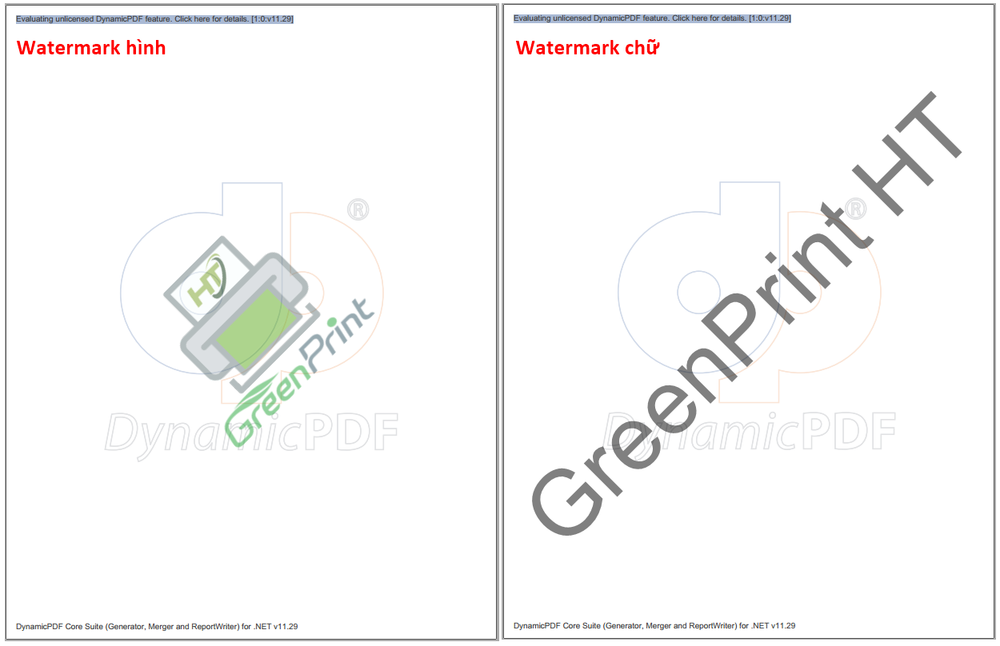 Evaluating unlicensed DynamicPDF feature. Click here for details. [1:0:v11.29]
Watermark hình
®
HT
GreenPrint
DynamicPDF
DynamicPDF Core Suite (Generator, Merger and ReportWriter) for .NET v11.29
Evaluating unlicensed DynamicPDF feature. Click here for details. [1:0:v11.29]
Watermark chữ
®
GreenPrint HT
DynamicPDF
DynamicPDF Core Suite (Generator, Merger and ReportWriter) for .NET v11.29